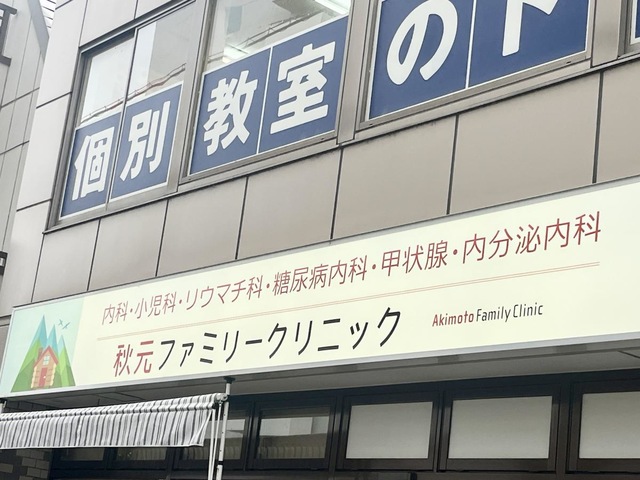 個別教室のト
内科・小児科・リウマチ科・糖尿病内科・甲状腺・内分泌内科
秋元ファミリークリニック
Akimoto Family Clinic